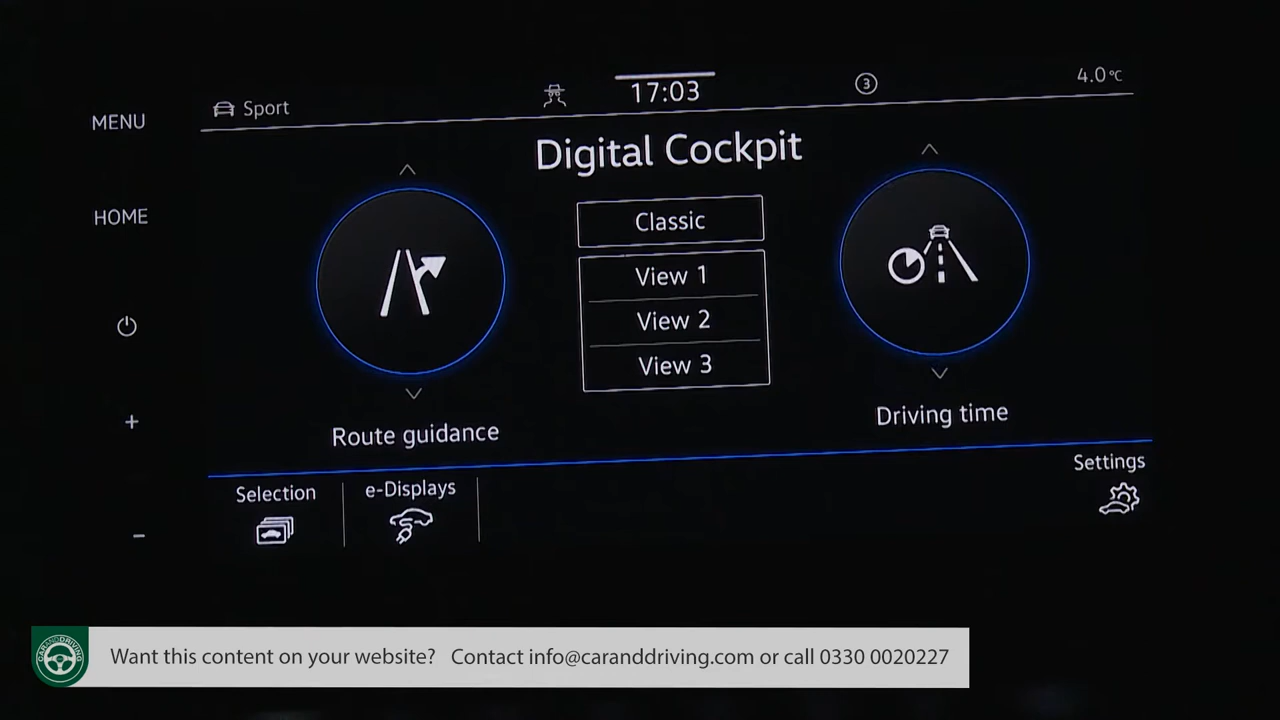 Sport
17:03
3
4.0°C
MENU
HOME
Digital Cockpit
Classic
View 1
View 2
View 3
Route guidance
Driving time
Selection
e-Displays
Settings
+
-
CARANDDRIVING
Want this content on your website? Contact info@caranddriving.com or call 0330 0020227